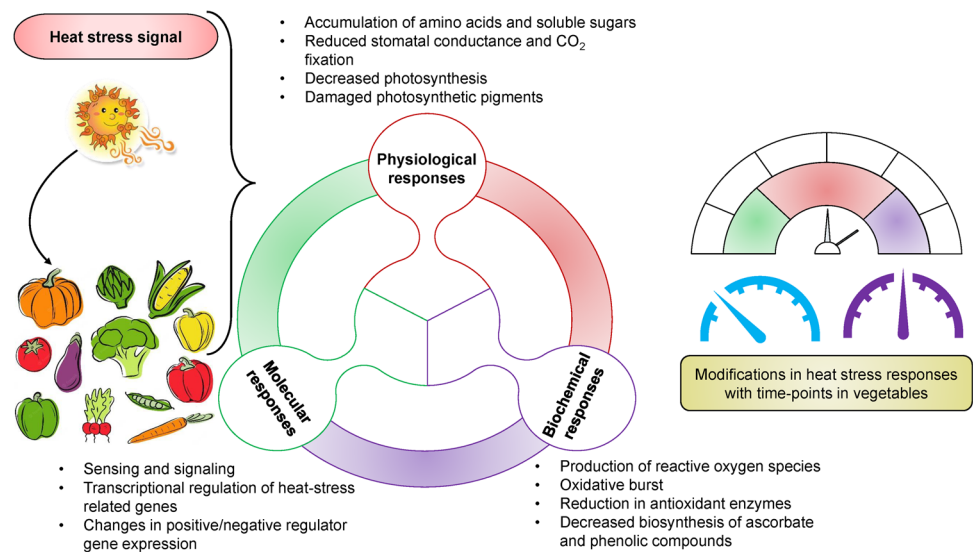 Heat stress signal
• Accumulation of amino acids and soluble sugars
• Reduced stomatal conductance and CO₂
fixation
• Decreased photosynthesis
• Damaged photosynthetic pigments
Physiological
responses
Molecular
responses
Biochemical
responses
Modifications in heat stress responses
with time-points in vegetables
• Sensing and signaling
• Transcriptional regulation of heat-stress
related genes
• Changes in positive/negative regulator
gene expression
• Production of reactive oxygen species
• Oxidative burst
• Reduction in antioxidant enzymes
• Decreased biosynthesis of ascorbate
and phenolic compounds